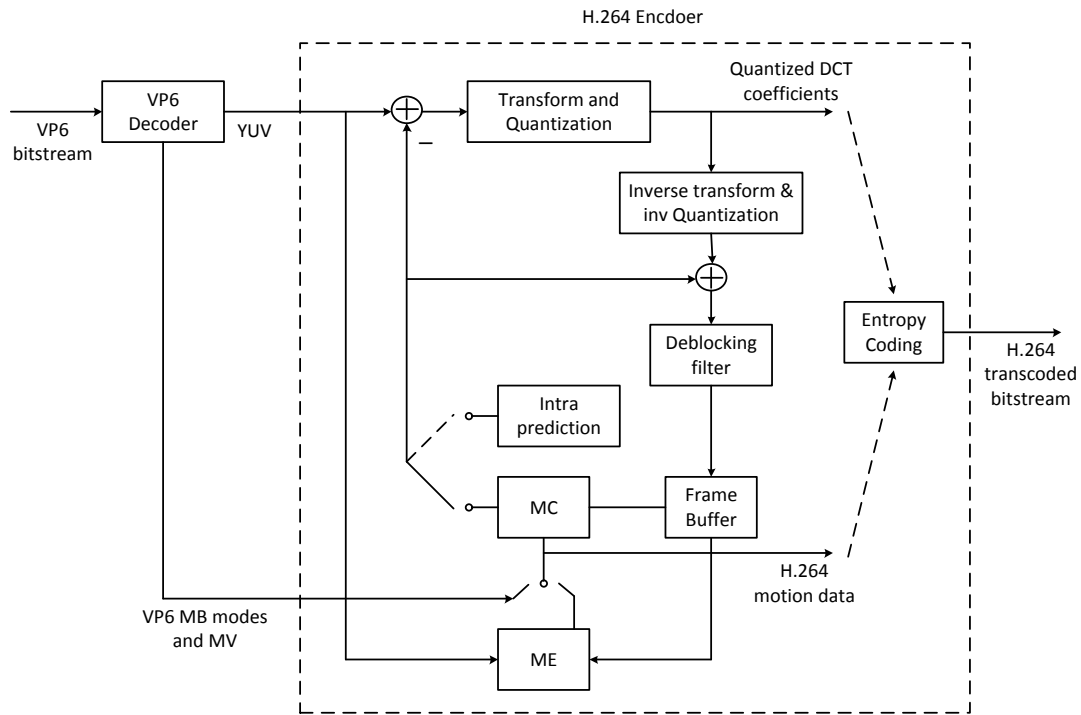 H.264 Encdoer
VP6
Decoder
VP6
bitstream
YUV
Transform and
Quantization
Quantized DCT
coefficients
–
Inverse transform &
inv Quantization
Deblocking
filter
Entropy
Coding
H.264
transcoded
bitstream
Intra
prediction
MC
Frame
Buffer
H.264
motion data
VP6 MB modes
and MV
ME